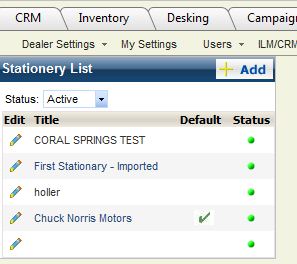 CRM Inventory Desking Campaign
Dealer Settings My Settings Users ILM/CRM
Stationery List + Add
Status: Active
Edit Title Default Status
CORAL SPRINGS TEST
First Stationary - Imported
holler
Chuck Norris Motors